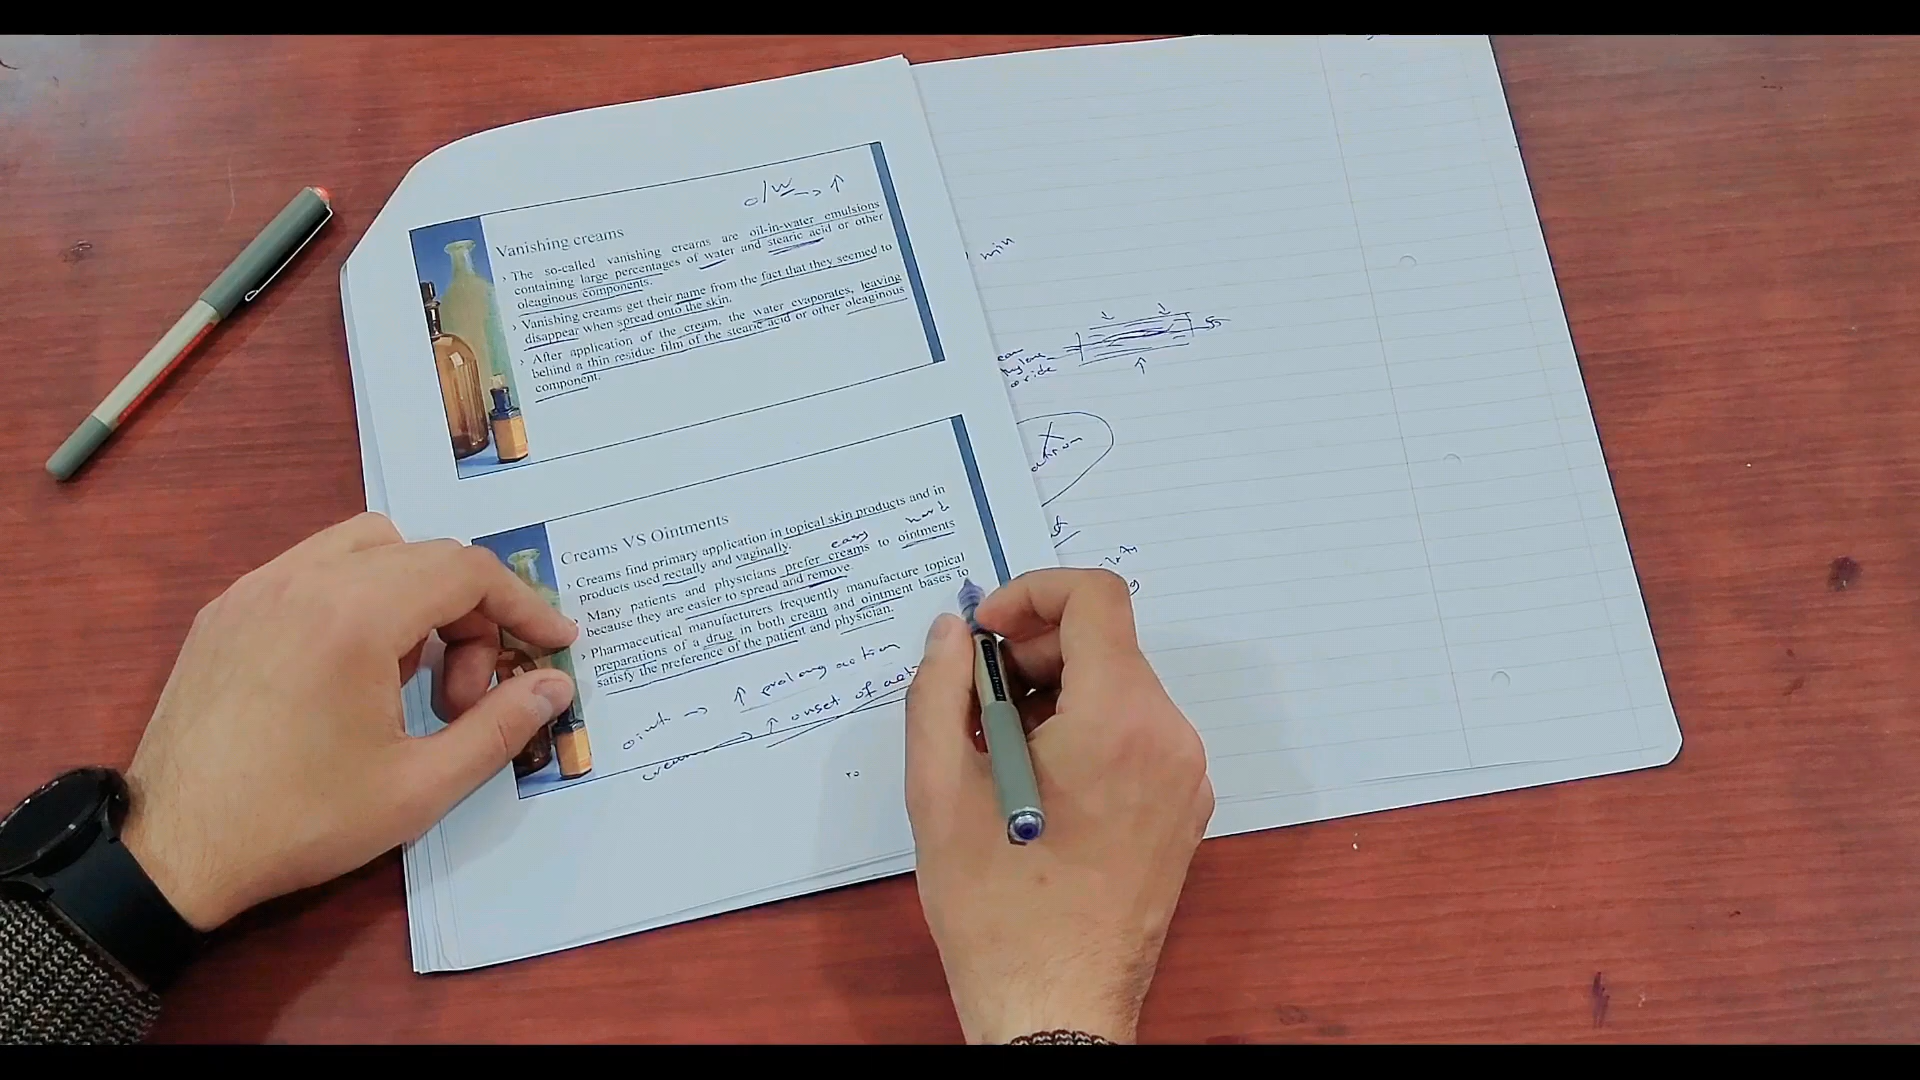 o/w → ↑
Vanishing creams
› The so-called vanishing creams are oil-in-water emulsions
containing large percentages of water and stearic acid or other
oleaginous components.
› Vanishing creams get their name from the fact that they seemed to
disappear when spread onto the skin.
› After application of the cream, the water evaporates, leaving
behind a thin residue film of the stearic acid or other oleaginous
component.
Creams VS Ointments
› Creams find primary application in topical skin products and in
products used rectally and vaginally.
easy hard
› Many patients and physicians prefer creams to ointments
because they are easier to spread and remove.
› Pharmaceutical manufacturers frequently manufacture topical
preparations of a drug in both cream and ointment bases to
satisfy the preference of the patient and physician.
oint → ↑ prolong action
cream → ↑ onset of acti
min